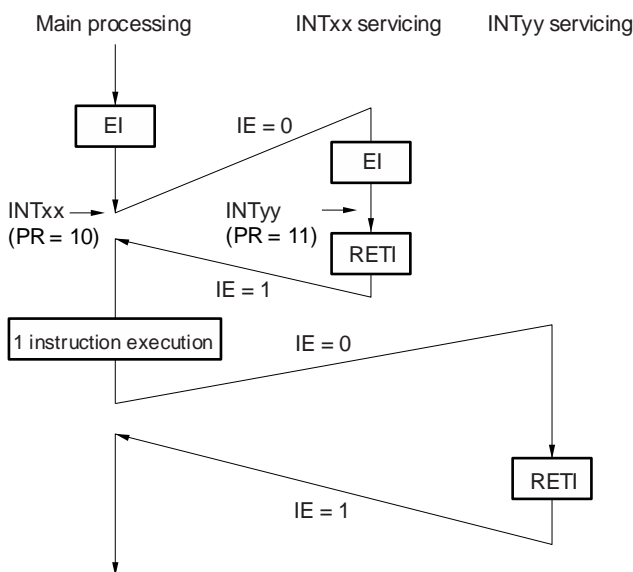 Main processing
INTxx servicing
INTyy servicing
EI
IE = 0
EI
INTxx
(PR = 10)
INTyy
(PR = 11)
RETI
IE = 1
1 instruction execution
IE = 0
RETI
IE = 1